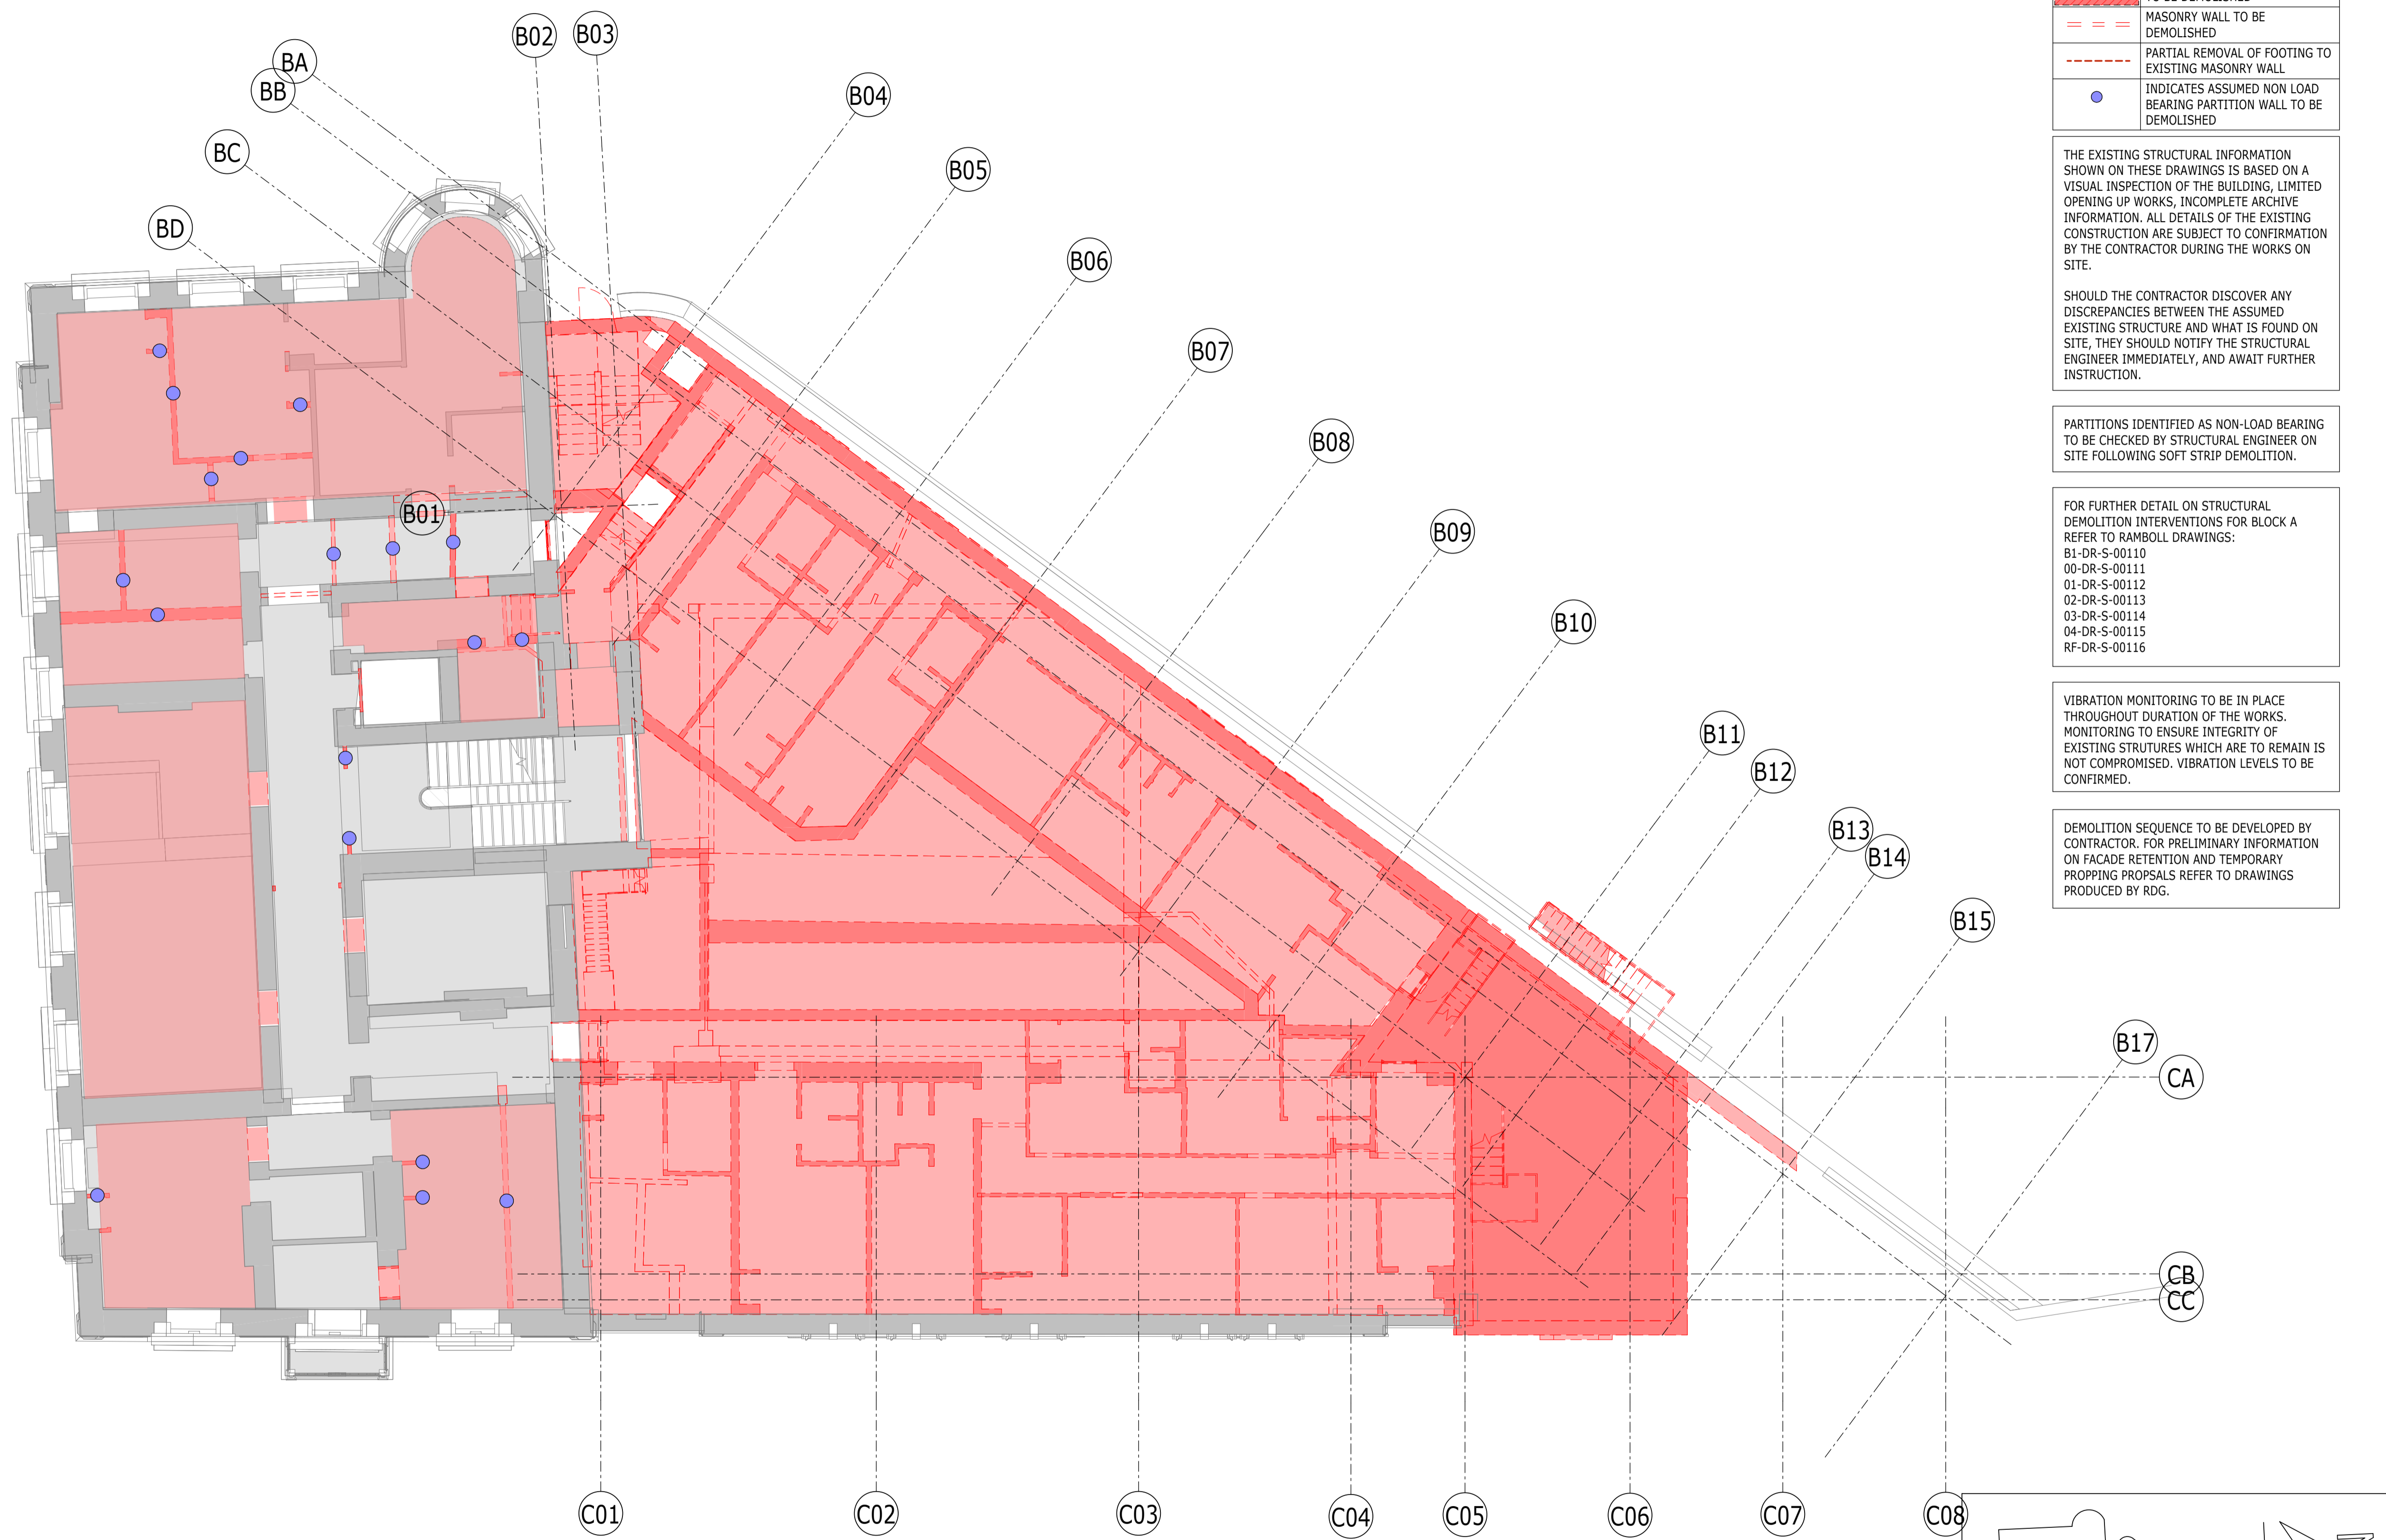 TO BE DEMOLISHED
MASONRY WALL TO BE
DEMOLISHED
PARTIAL REMOVAL OF FOOTING TO
EXISTING MASONRY WALL
INDICATES ASSUMED NON LOAD
BEARING PARTITION WALL TO BE
DEMOLISHED
THE EXISTING STRUCTURAL INFORMATION
SHOWN ON THESE DRAWINGS IS BASED ON A
VISUAL INSPECTION OF THE BUILDING, LIMITED
OPENING UP WORKS, INCOMPLETE ARCHIVE
INFORMATION. ALL DETAILS OF THE EXISTING
CONSTRUCTION ARE SUBJECT TO CONFIRMATION
BY THE CONTRACTOR DURING THE WORKS ON
SITE.
SHOULD THE CONTRACTOR DISCOVER ANY
DISCREPANCIES BETWEEN THE ASSUMED
EXISTING STRUCTURE AND WHAT IS FOUND ON
SITE, THEY SHOULD NOTIFY THE STRUCTURAL
ENGINEER IMMEDIATELY, AND AWAIT FURTHER
INSTRUCTION.
PARTITIONS IDENTIFIED AS NON-LOAD BEARING
TO BE CHECKED BY STRUCTURAL ENGINEER ON
SITE FOLLOWING SOFT STRIP DEMOLITION.
FOR FURTHER DETAIL ON STRUCTURAL
DEMOLITION INTERVENTIONS FOR BLOCK A
REFER TO RAMBOLL DRAWINGS:
B1-DR-S-00110
00-DR-S-00111
01-DR-S-00112
02-DR-S-00113
03-DR-S-00114
04-DR-S-00115
RF-DR-S-00116
VIBRATION MONITORING TO BE IN PLACE
THROUGHOUT DURATION OF THE WORKS.
MONITORING TO ENSURE INTEGRITY OF
EXISTING STRUTURES WHICH ARE TO REMAIN IS
NOT COMPROMISED. VIBRATION LEVELS TO BE
CONFIRMED.
DEMOLITION SEQUENCE TO BE DEVELOPED BY
CONTRACTOR. FOR PRELIMINARY INFORMATION
ON FACADE RETENTION AND TEMPORARY
PROPPING PROPSALS REFER TO DRAWINGS
PRODUCED BY RDG.
B02
B03
BA
BB
B04
BC
B05
BD
B06
B07
B08
B01
B09
B10
B11
B12
B13
B14
B15
B17
CA
CB
CC
C01
C02
C03
C04
C05
C06
C07
C08